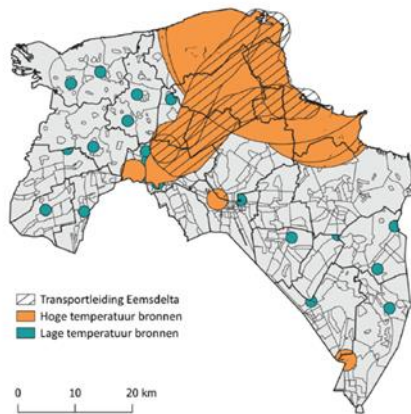 Transportleiding Eemsdelta
Hoge temperatuur bronnen
Lage temperatuur bronnen
0 10 20 km